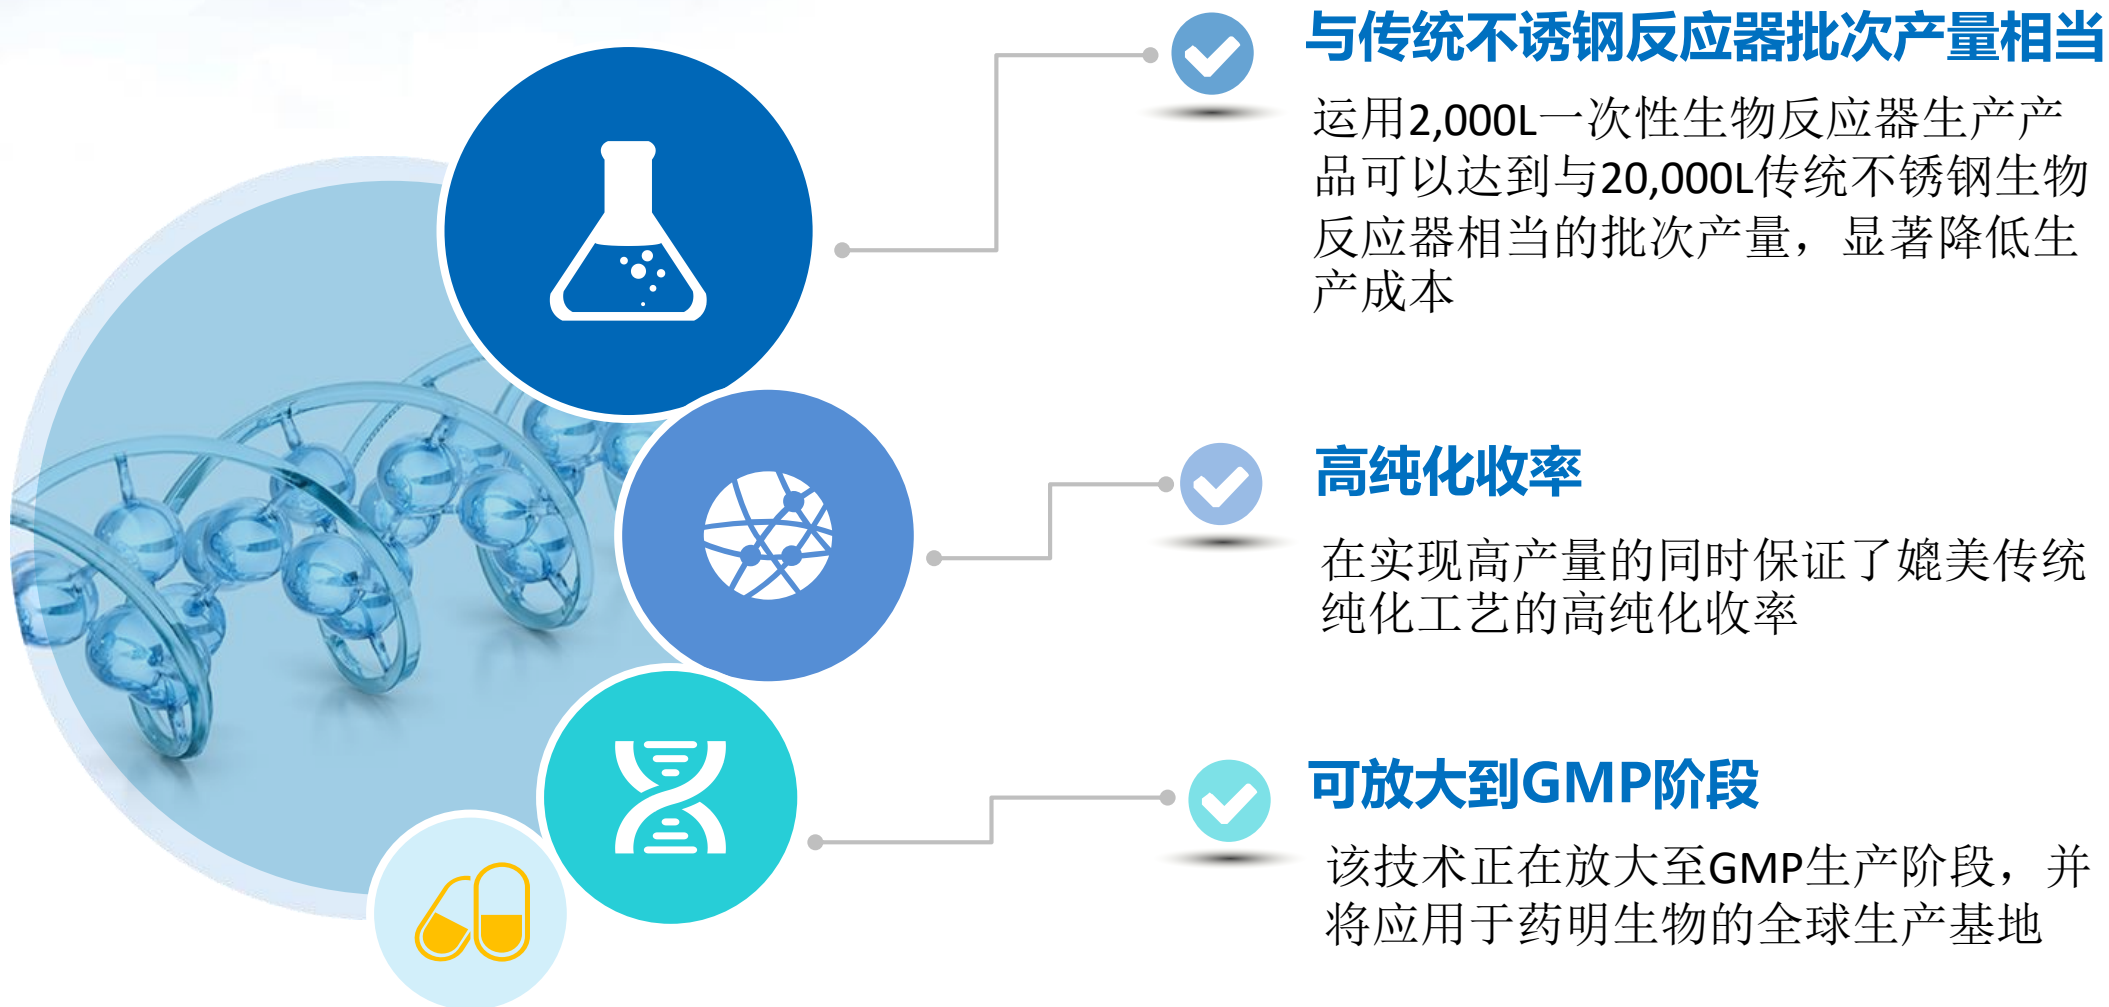 与传统不诱钢反应器批次产量相当
运用2,000L一次性生物反应器生产产
品可以达到与20,000L传统不锈钢生物
反应器相当的批次产量，显著降低生
产成本
高纯化收率
在实现高产量的同时保证了媲美传统
纯化工艺的高纯化收率
可放大到GMP阶段
该技术正在放大至GMP生产阶段，并
将应用于药明生物的全球生产基地